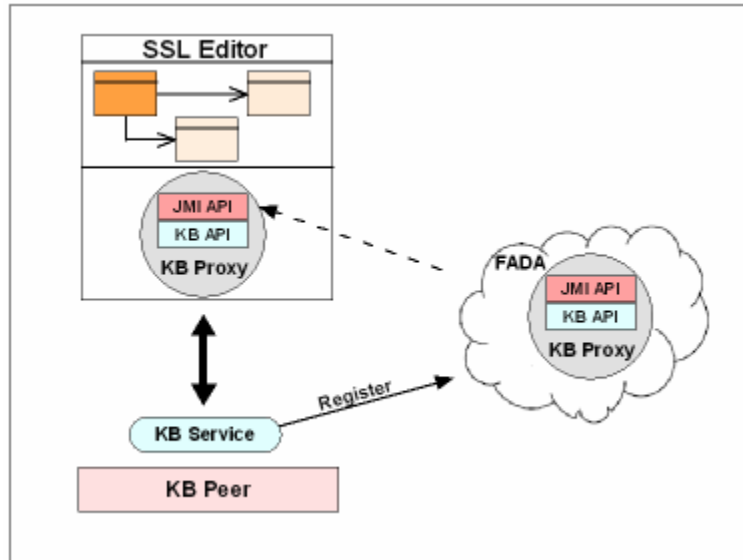 SSL Editor
JMI API
KB API
KB Proxy
FADA
JMI API
KB API
KB Proxy
Register
KB Service
KB Peer